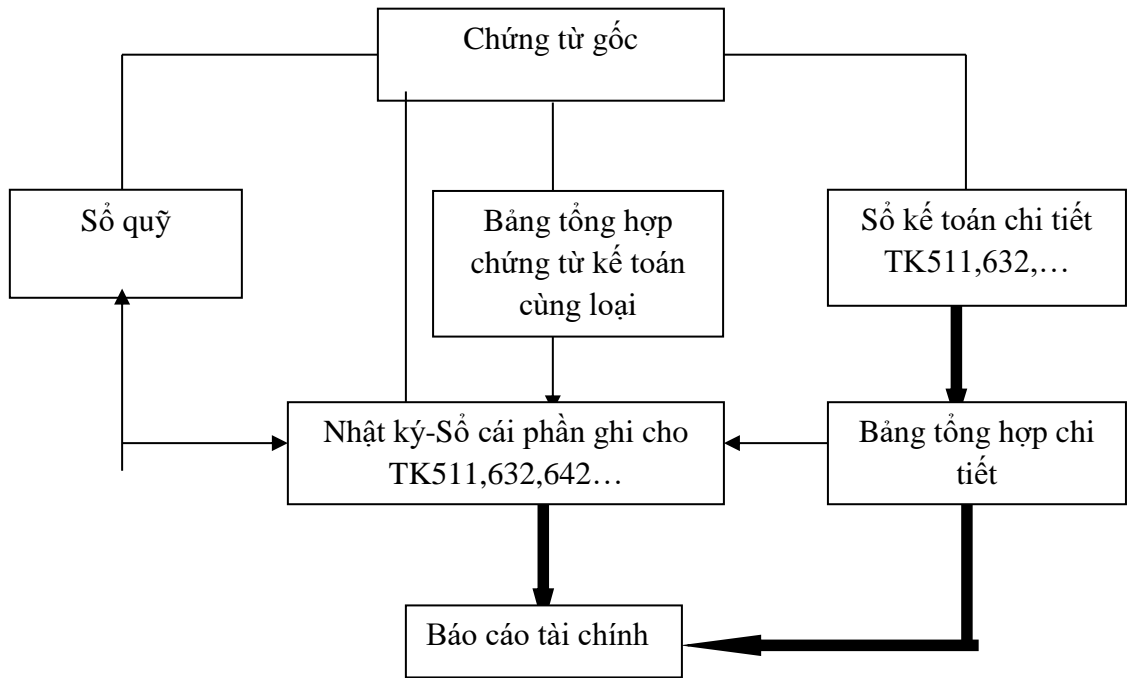 Chứng từ gốc
Sổ quỹ
Bảng tổng hợp
chứng từ kế toán
cùng loại
Sổ kế toán chi tiết
TK511,632,…
Nhật ký-Sổ cái phần ghi cho
TK511,632,642…
Bảng tổng hợp chi
tiết
Báo cáo tài chính